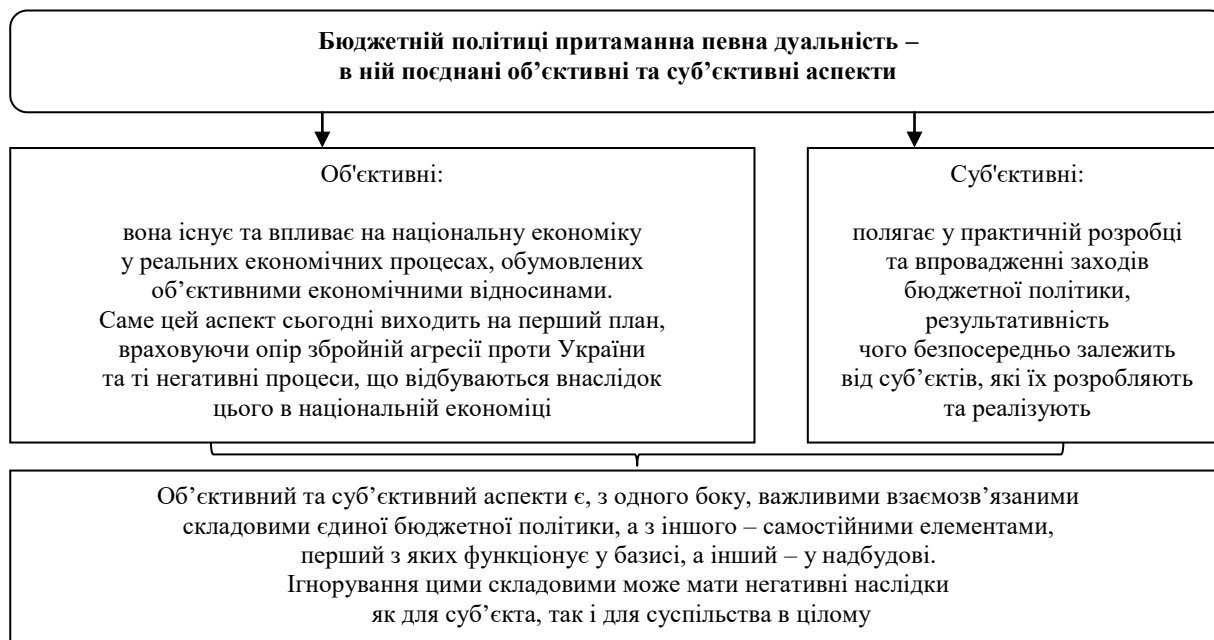 Бюджетній політиці притаманна певна дуальність –
в ній поєднані об’єктивні та суб’єктивні аспекти
Об'єктивні:
вона існує та впливає на національну економіку
у реальних економічних процесах, обумовлених
об’єктивними економічними відносинами.
Саме цей аспект сьогодні виходить на перший план,
враховуючи опір збройній агресії проти України
та ті негативні процеси, що відбуваються внаслідок
цього в національній економіці
Суб'єктивні:
полягає у практичній розробці
та впровадженні заходів
бюджетної політики,
результативність
чого безпосередньо залежить
від суб’єктів, які їх розробляють
та реалізують
Об’єктивний та суб’єктивний аспекти є, з одного боку, важливими взаємозв’язаними
складовими єдиної бюджетної політики, а з іншого – самостійними елементами,
перший з яких функціонує у базисі, а інший – у надбудові.
Ігнорування цими складовими може мати негативні наслідки
як для суб’єкта, так і для суспільства в цілому